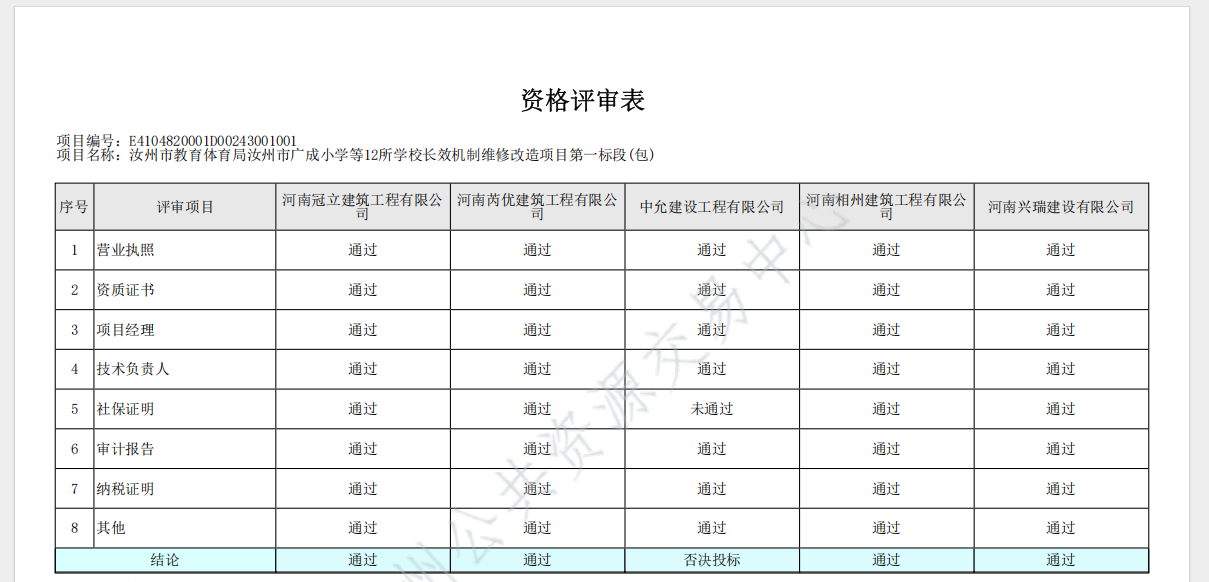 资格评审表
项目编号：E4104820001D00243001001
项目名称：汝州市教育体育局汝州市广成小学等12所学校长效机制维修改造项目第一标段(包)
序号 评审项目 河南冠立建筑工程有限公司 河南芮优建筑工程有限公司 中允建设工程有限公司 河南相州建筑工程有限公司 河南兴瑞建设有限公司
1 营业执照 通过 通过 通过 通过 通过
2 资质证书 通过 通过 通过 通过 通过
3 项目经理 通过 通过 通过 通过 通过
4 技术负责人 通过 通过 通过 通过 通过
5 社保证明 通过 通过 未通过 通过 通过
6 审计报告 通过 通过 通过 通过 通过
7 纳税证明 通过 通过 通过 通过 通过
8 其他 通过 通过 通过 通过 通过
结论 通过 通过 否决投标 通过 通过
州公共资源交易中心